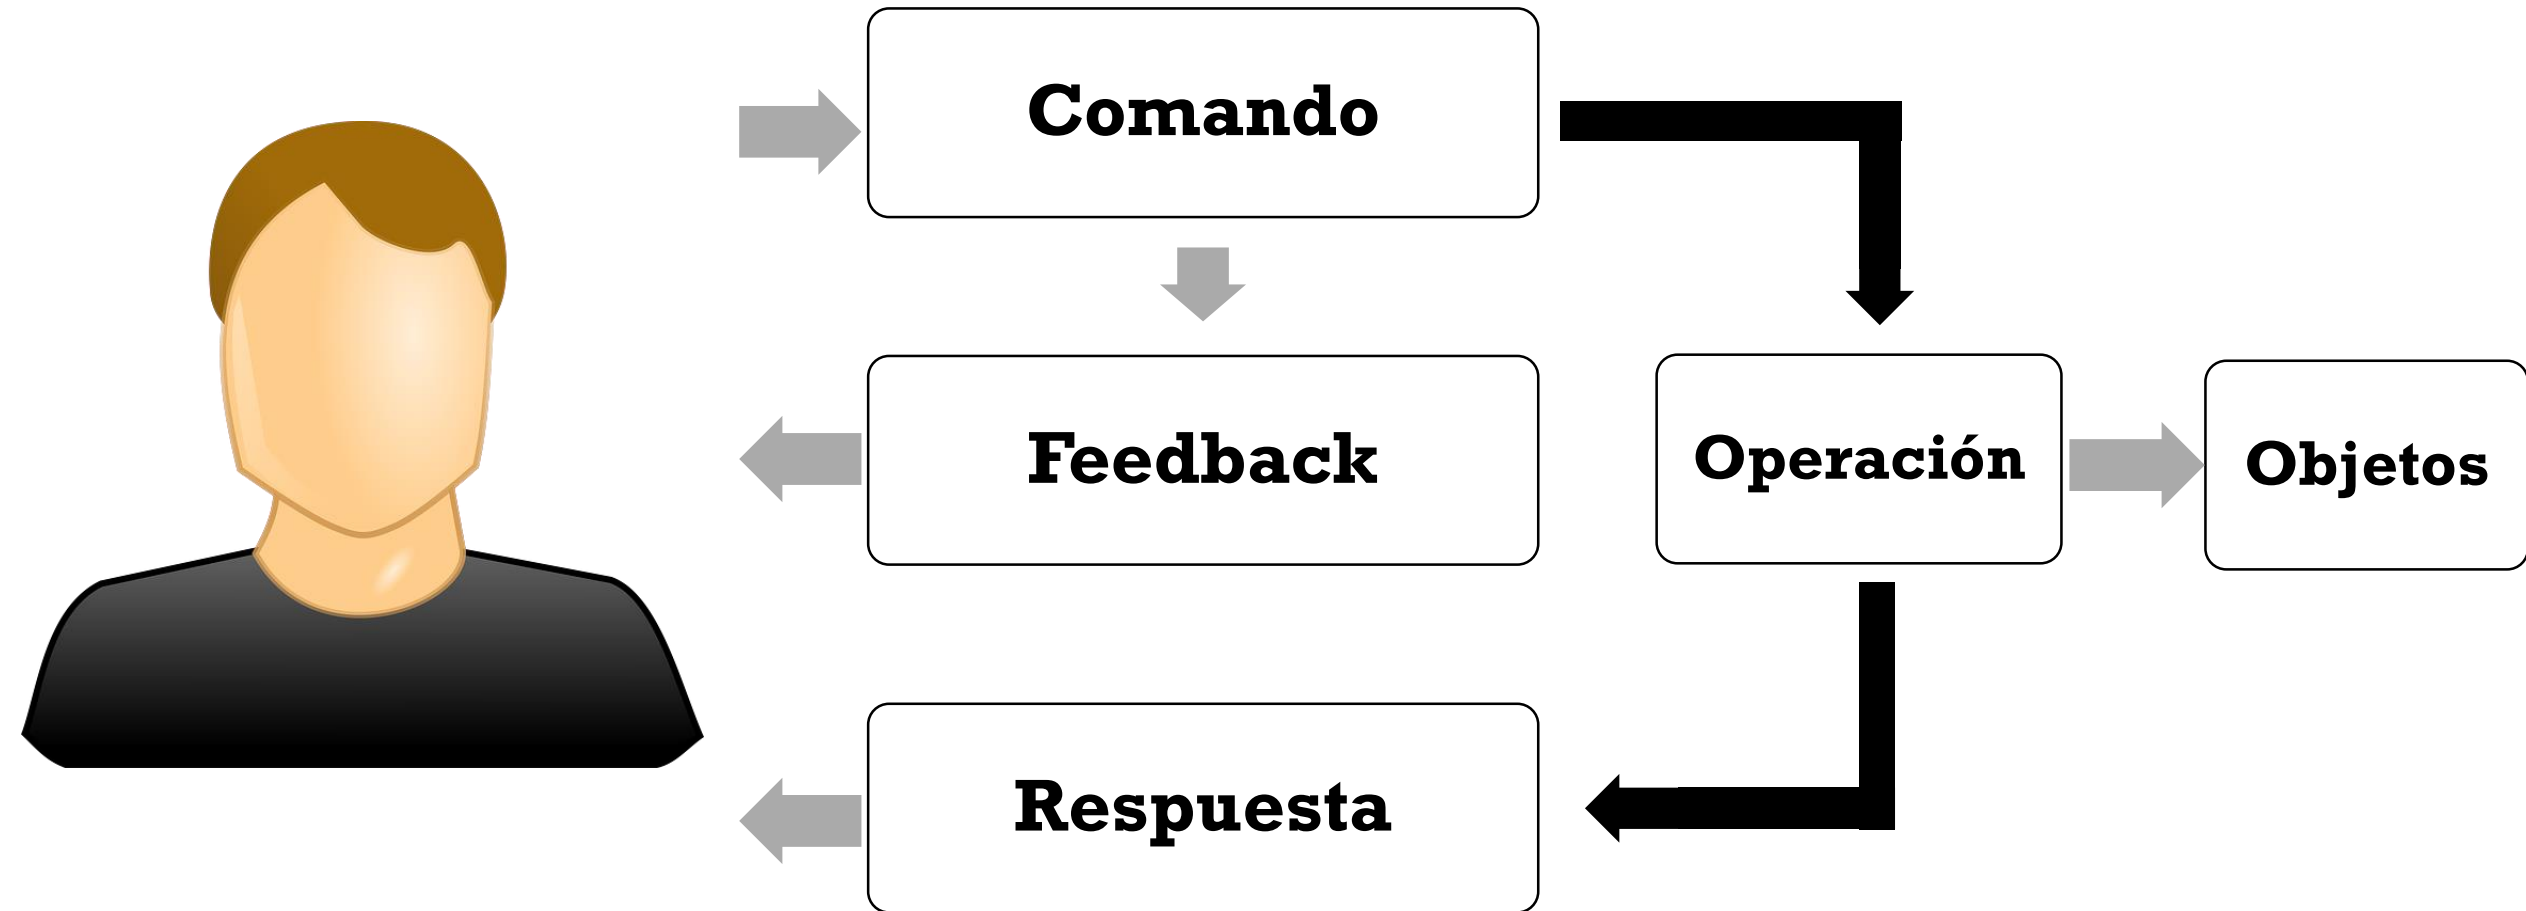 Comando
Feedback
Operación
Objetos
Respuesta